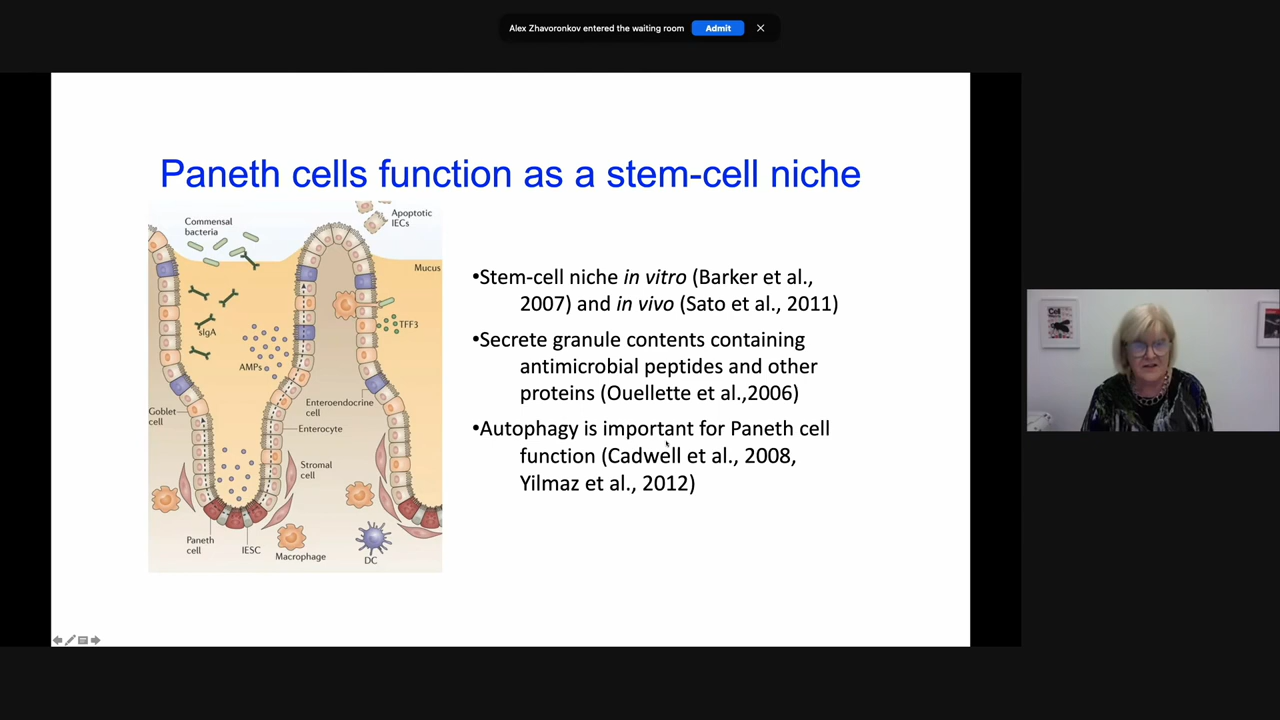 Alex Zhavoronkov entered the waiting room
Admit
Paneth cells function as a stem-cell niche
Commensal
bacteria
Apoptotic
IECs
Mucus
sIgA
TFF3
AMPs
Enteroendocrine
cell
Goblet
cell
Enterocyte
Stromal
cell
Paneth
cell
IESC
Macrophage
DC
•Stem-cell niche in vitro (Barker et al.,
2007) and in vivo (Sato et al., 2011)
•Secrete granule contents containing
antimicrobial peptides and other
proteins (Ouellette et al.,2006)
•Autophagy is important for Paneth cell
function (Cadwell et al., 2008,
Yilmaz et al., 2012)
Cell